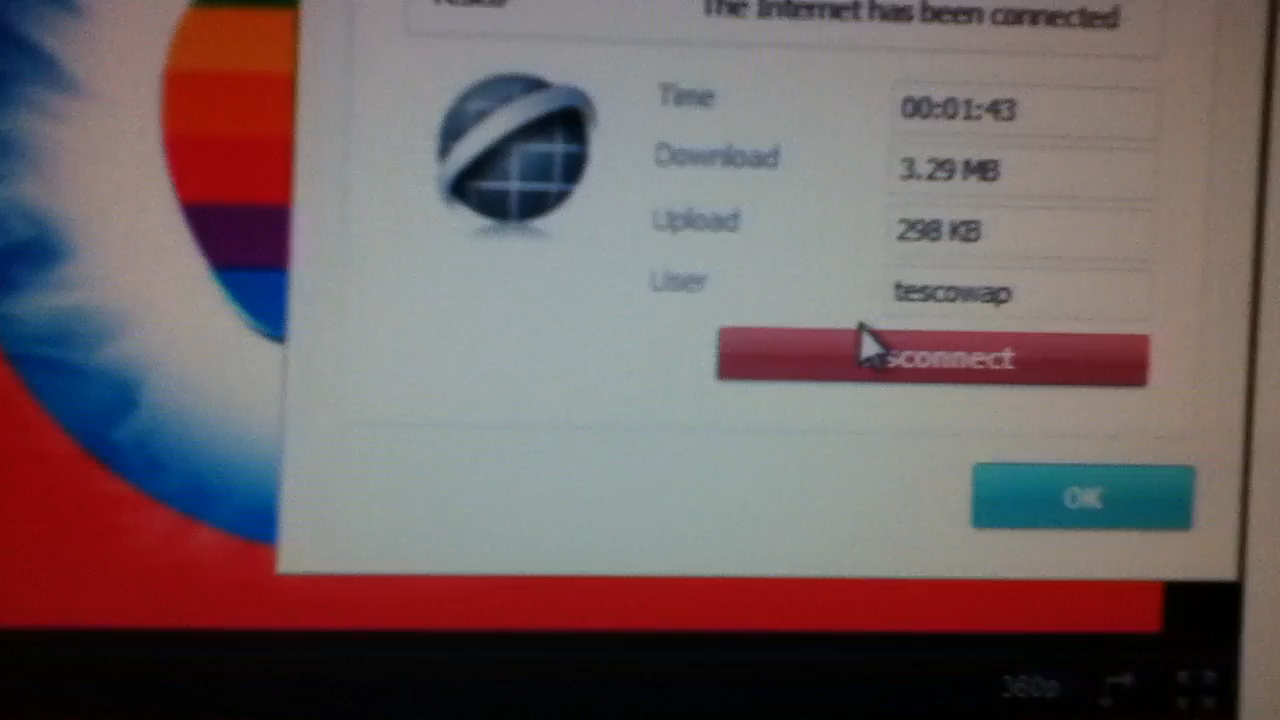 The Internet has been connected
Time 00:01:43
Download 3.29 MB
Upload 298 KB
User tescowap
sconnect
OK
360p